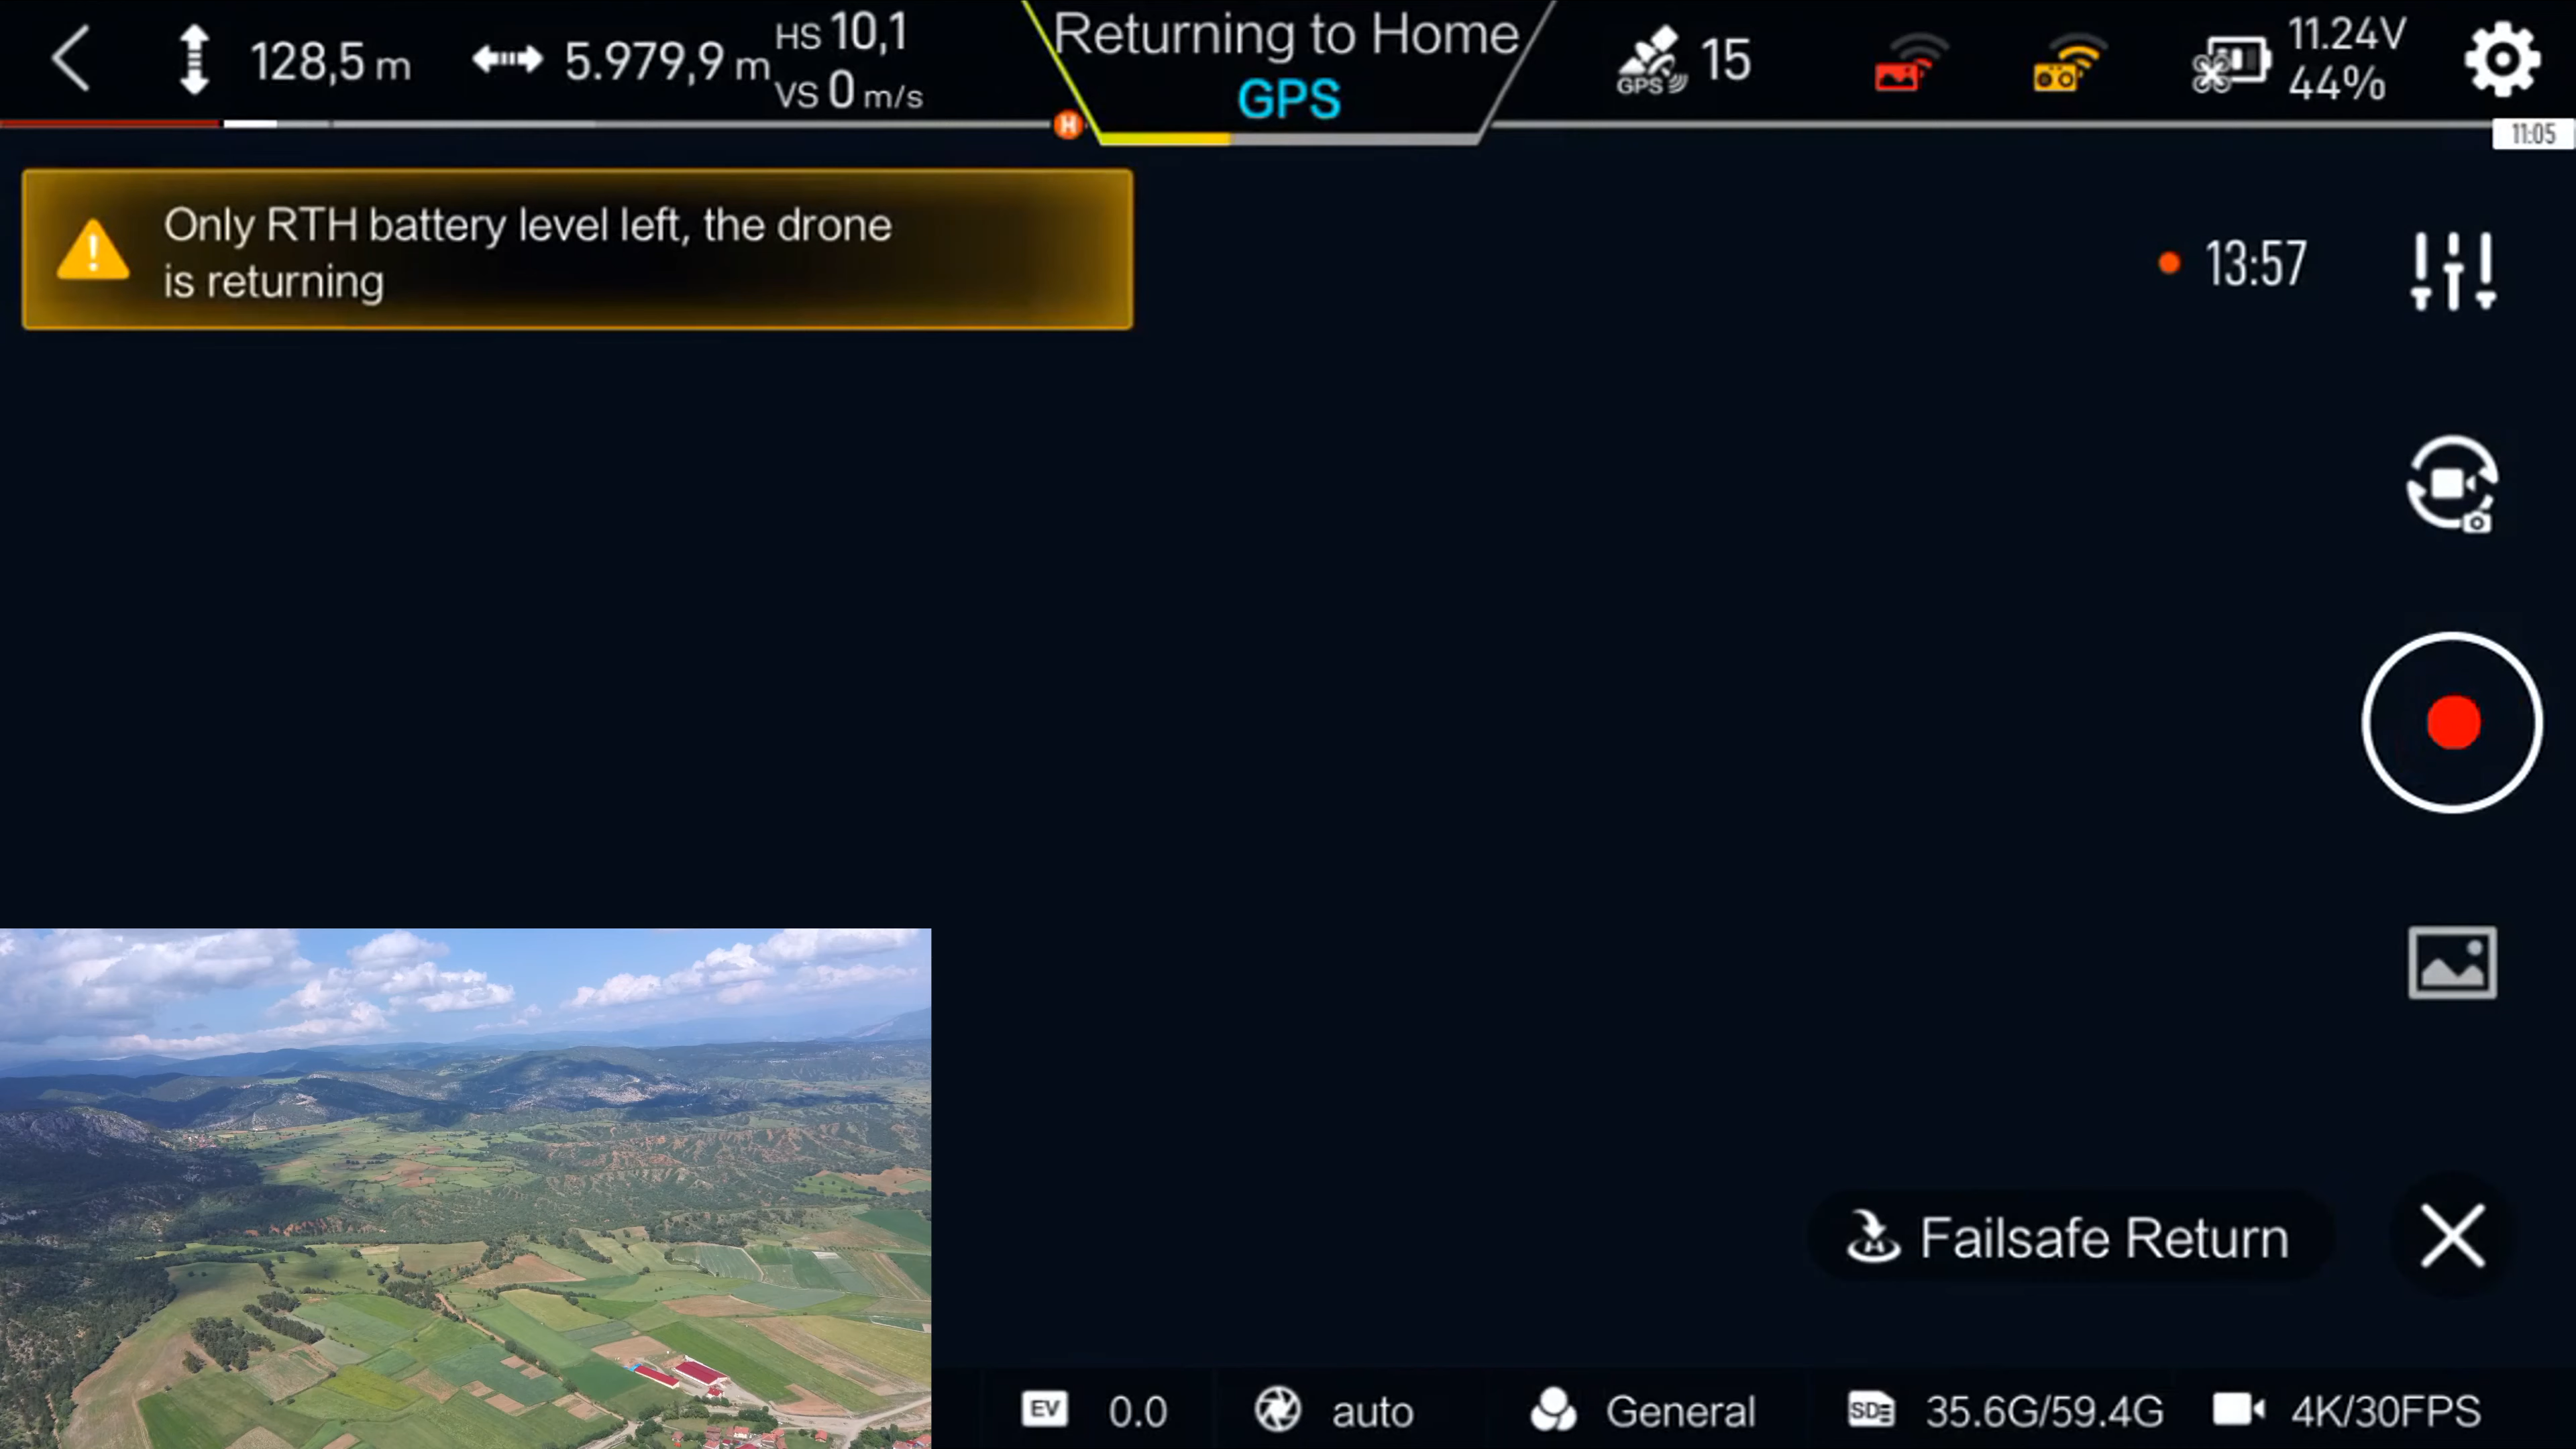 128,5 m
5.979,9 m
HS 10,1
VS 0 m/s
Returning to Home
GPS
GPS
15
11.24V
44%
H
11:05
Only RTH battery level left, the drone
is returning
13:57
H
Failsafe Return
EV 0.0
auto
General
SD 35.6G/59.4G
4K/30FPS